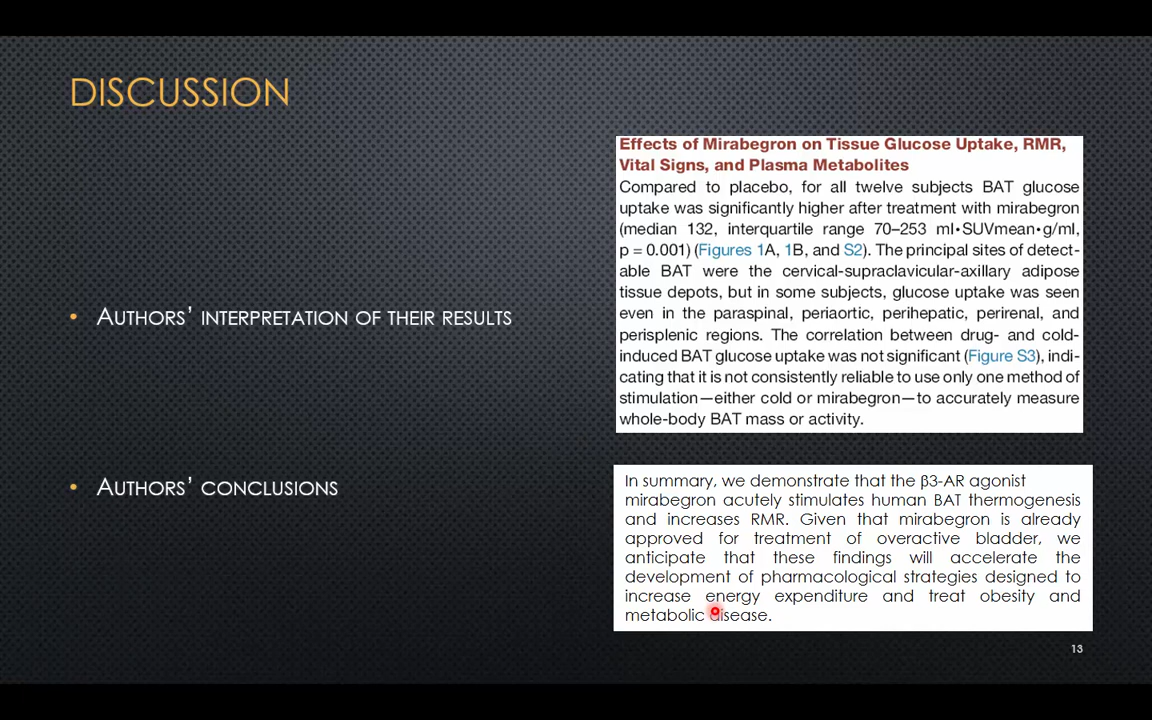 DISCUSSION
Effects of Mirabegron on Tissue Glucose Uptake, RMR,
Vital Signs, and Plasma Metabolites
Compared to placebo, for all twelve subjects BAT glucose
uptake was significantly higher after treatment with mirabegron
(median 132, interquartile range 70–253 ml•SUVmean•g/ml,
p = 0.001) (Figures 1A, 1B, and S2). The principal sites of detect-
able BAT were the cervical-supraclavicular-axillary adipose
tissue depots, but in some subjects, glucose uptake was seen
even in the paraspinal, periaortic, perihepatic, perirenal, and
perisplenic regions. The correlation between drug- and cold-
induced BAT glucose uptake was not significant (Figure S3), indi-
cating that it is not consistently reliable to use only one method of
stimulation—either cold or mirabegron—to accurately measure
whole-body BAT mass or activity.
• AUTHORS' INTERPRETATION OF THEIR RESULTS
• AUTHORS' CONCLUSIONS
In summary, we demonstrate that the β3-AR agonist
mirabegron acutely stimulates human BAT thermogenesis
and increases RMR. Given that mirabegron is already
approved for treatment of overactive bladder, we
anticipate that these findings will accelerate the
development of pharmacological strategies designed to
increase energy expenditure and treat obesity and
metabolic disease.
13